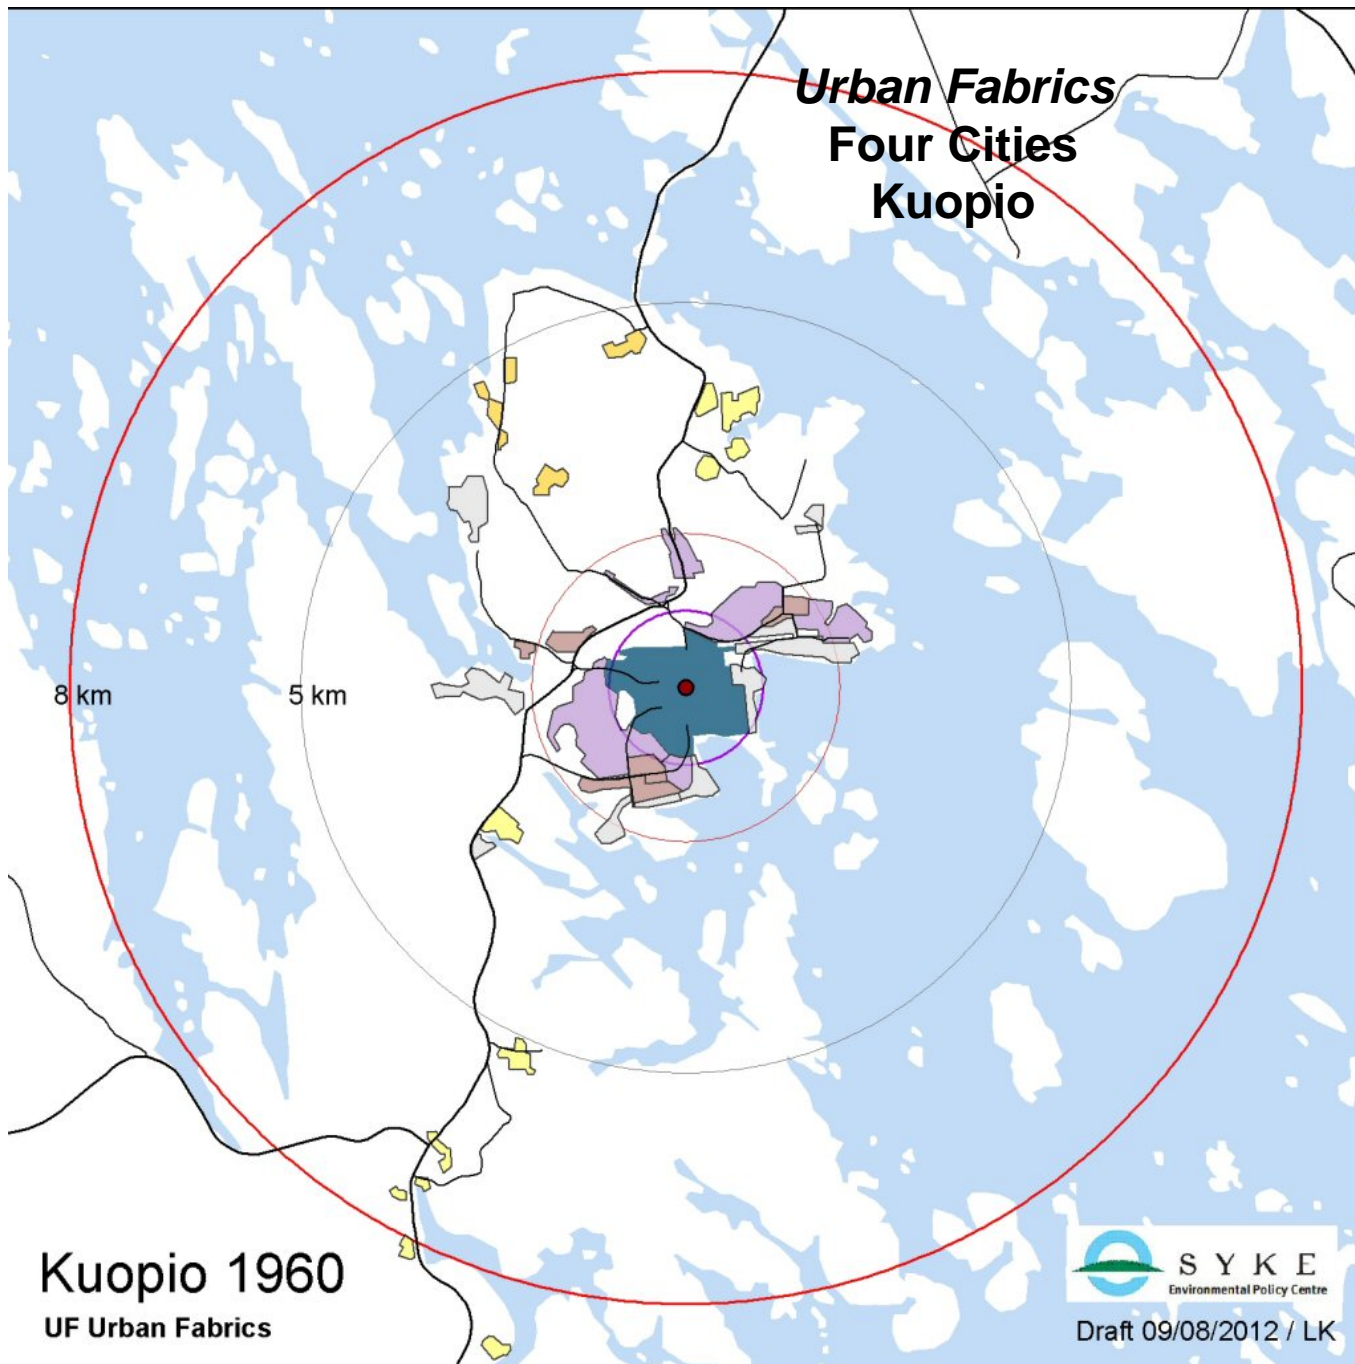 Urban Fabrics
Four Cities
Kuopio
8 km
5 km
Kuopio 1960
UF Urban Fabrics
SYKE
Environmental Policy Centre
Draft 09/08/2012 / LK